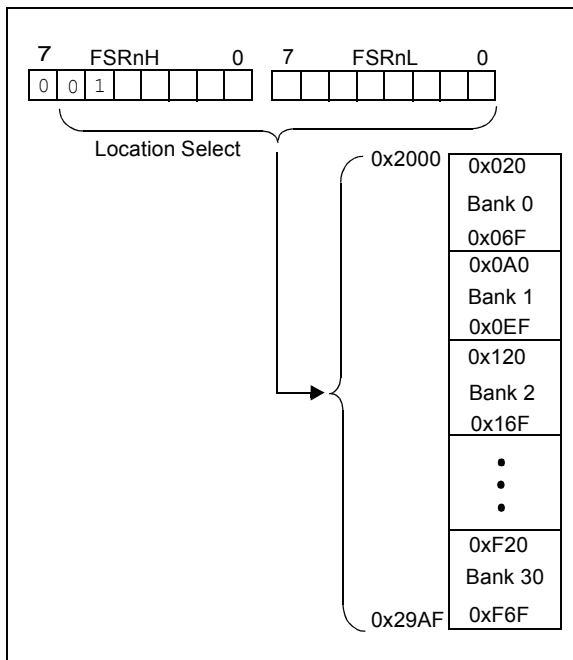 7 FSRnH 0 7 FSRnL 0
0 0 1
Location Select
0x2000
0x020
Bank 0
0x06F
0x0A0
Bank 1
0x0EF
0x120
Bank 2
0x16F
0xF20
Bank 30
0xF6F
0x29AF